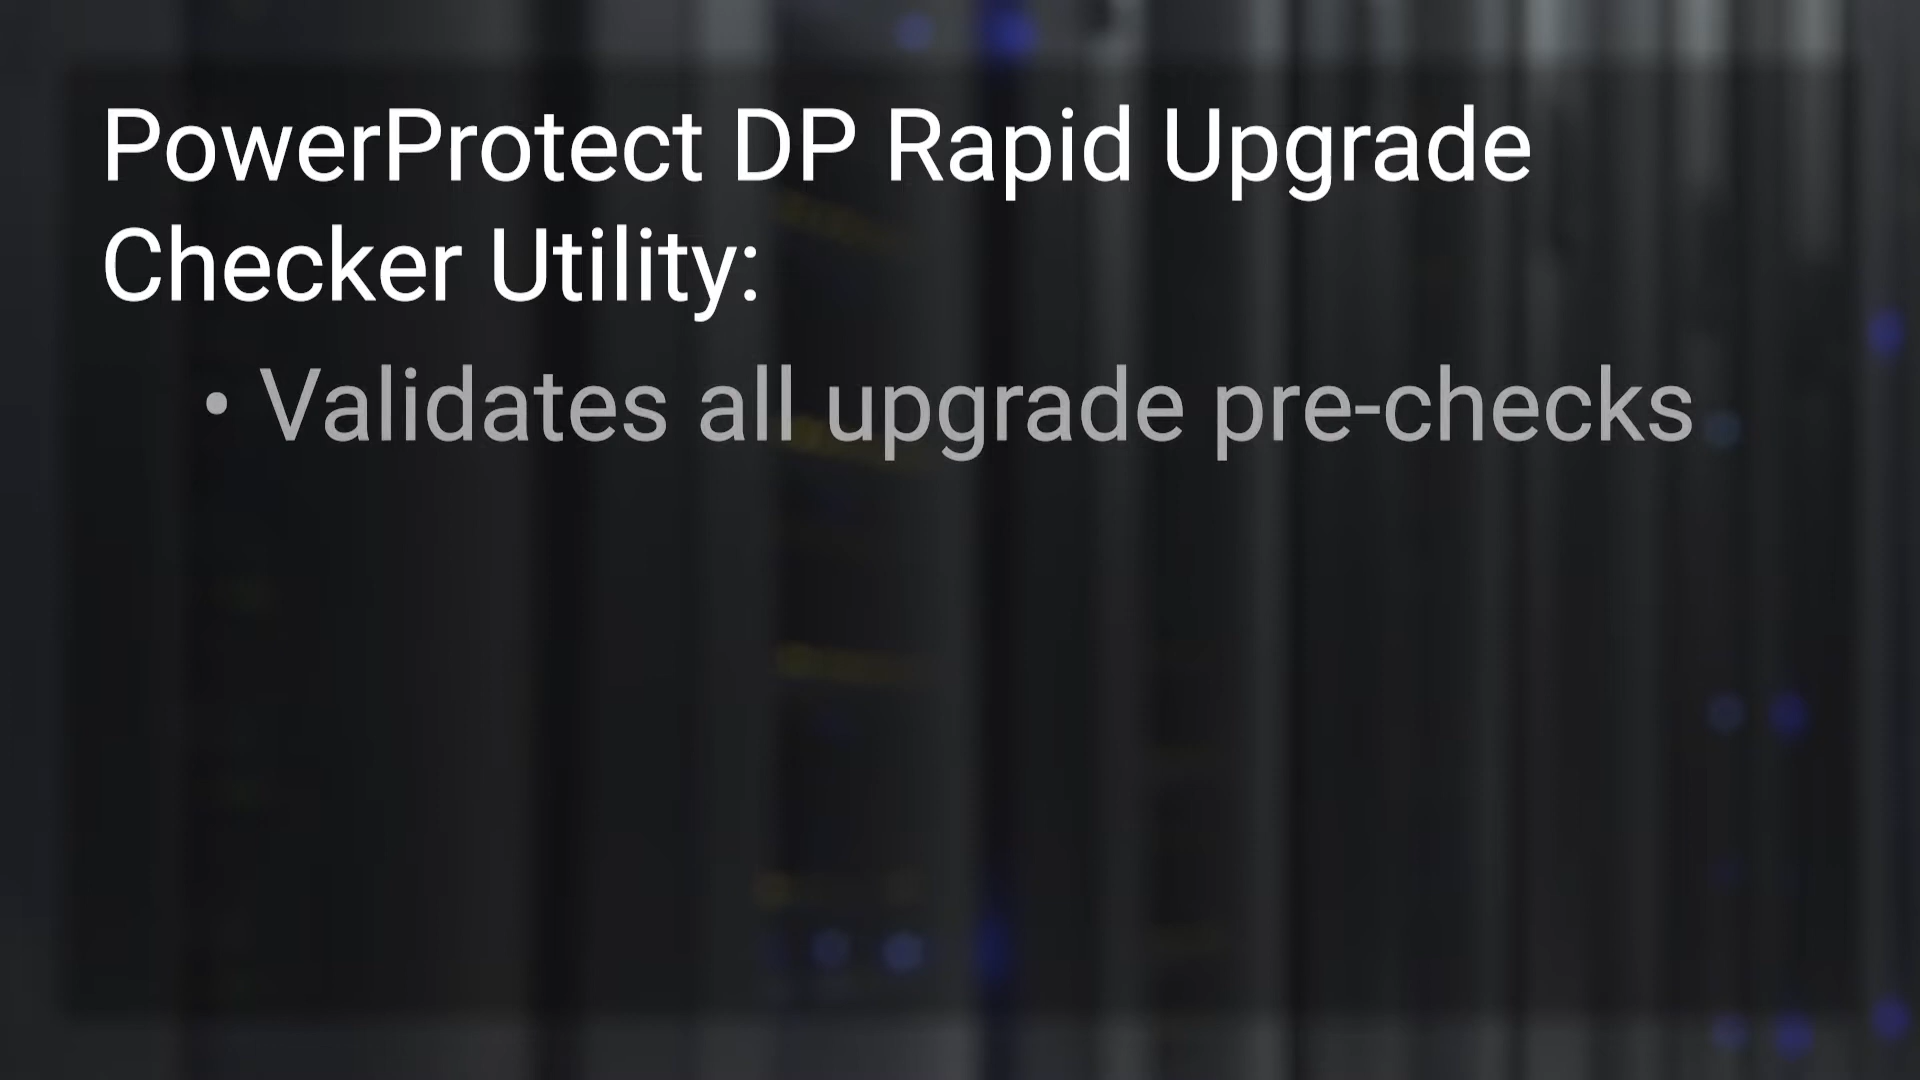 PowerProtect DP Rapid Upgrade
Checker Utility:
• Validates all upgrade pre-checks